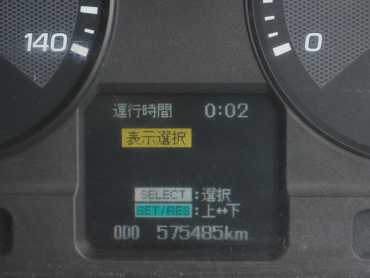 140
0
運行時間 0:02
表示選択
SELECT:選択
SET/RES:上↔下
ODO 575485km